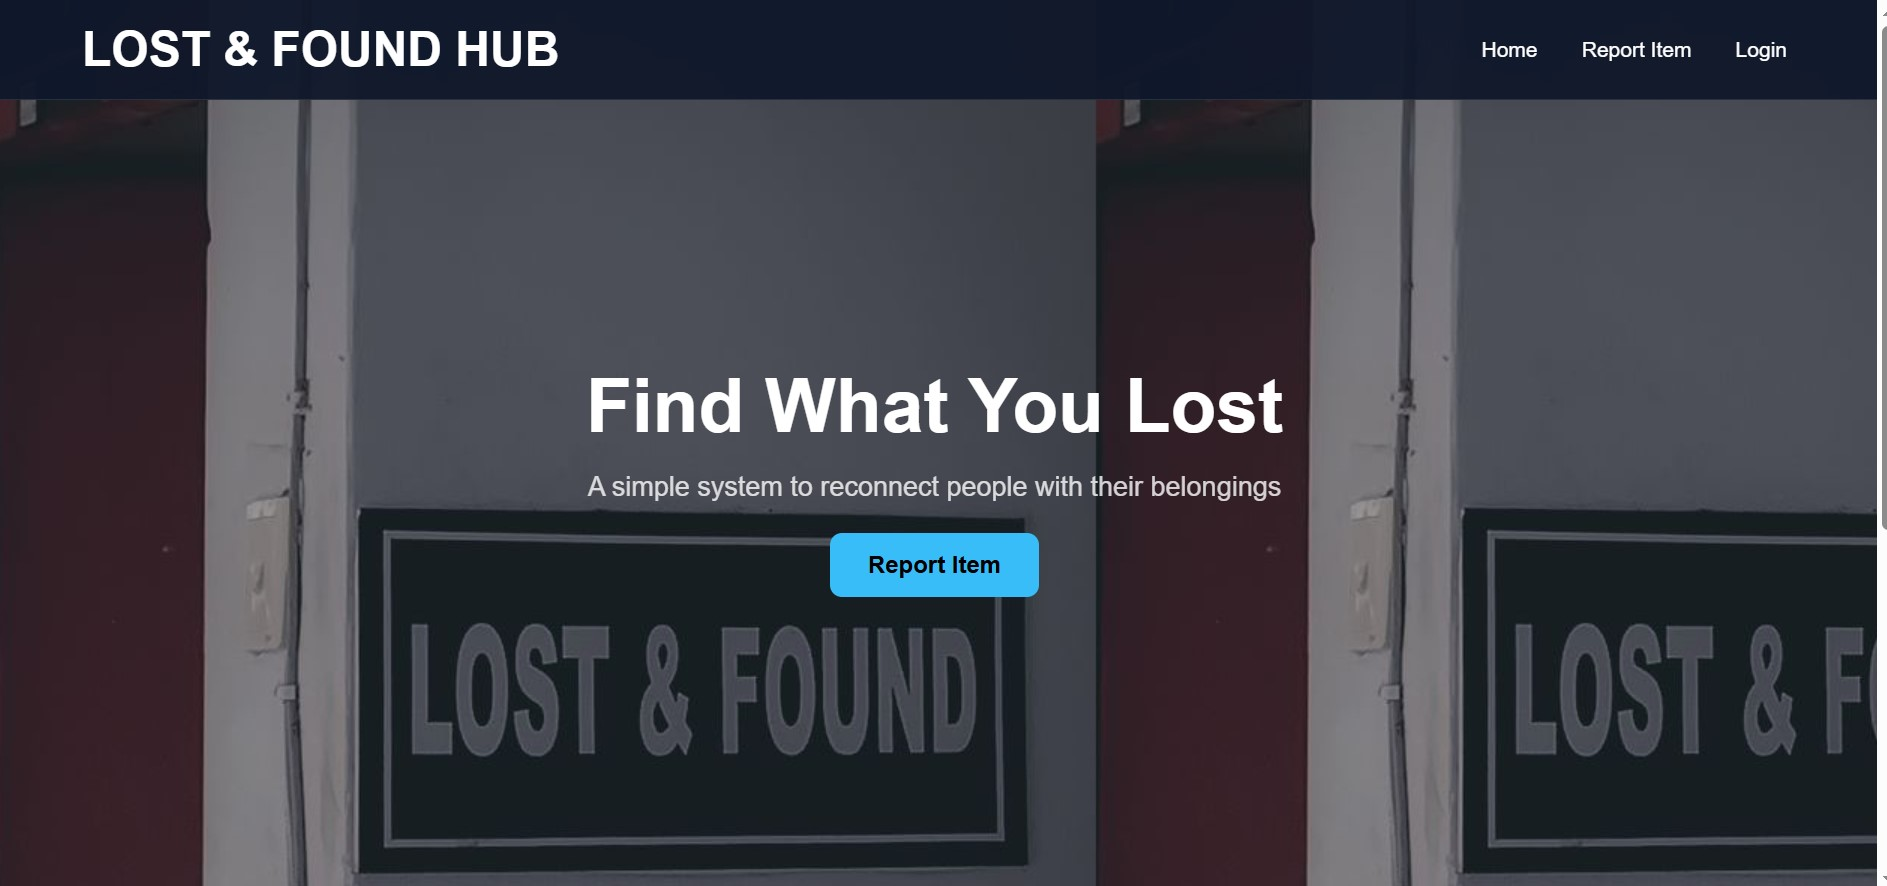 LOST & FOUND HUB
Home
Report Item
Login
Find What You Lost
A simple system to reconnect people with their belongings
Report Item
LOST & FOUND
LOST & FO